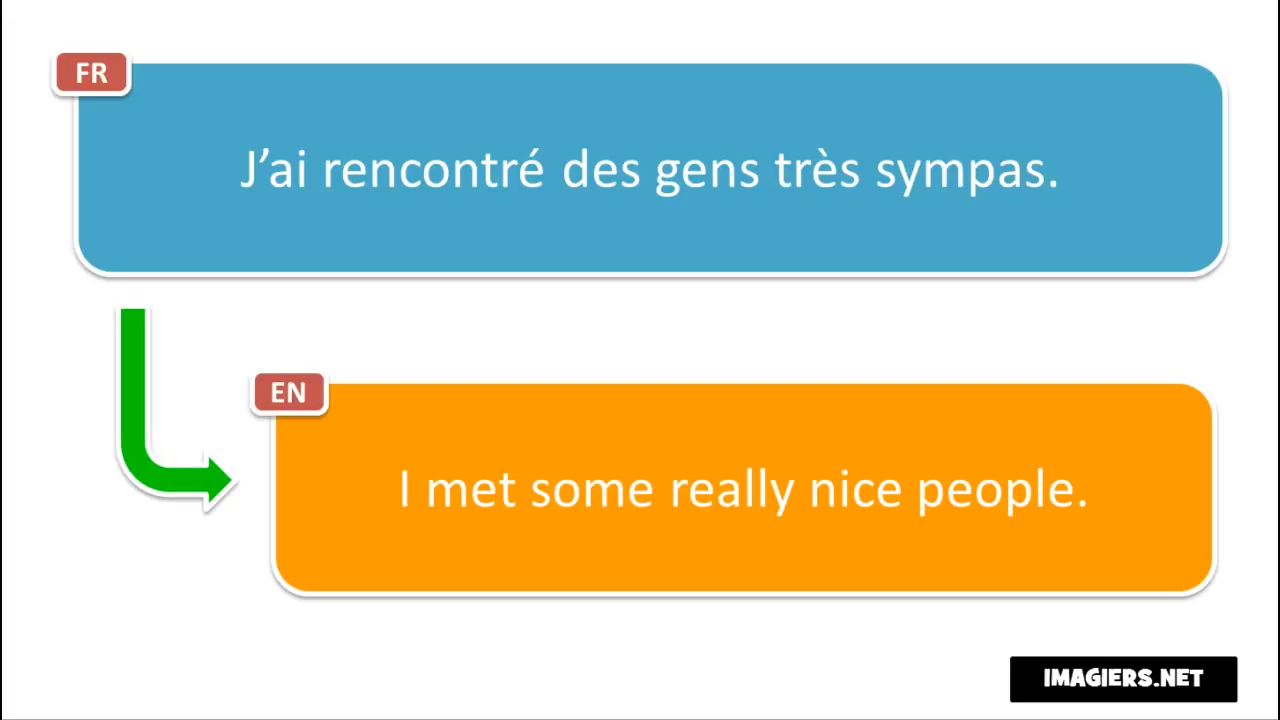 FR
J’ai rencontré des gens très sympas.
EN
I met some really nice people.
IMAGIERS.NET